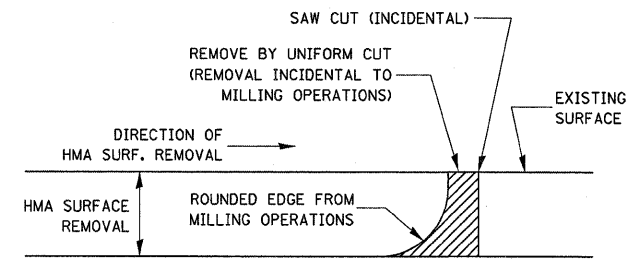 SAW CUT (INCIDENTAL)
REMOVE BY UNIFORM CUT
(REMOVAL INCIDENTAL TO
MILLING OPERATIONS)
EXISTING
SURFACE
DIRECTION OF
HMA SURF. REMOVAL
HMA SURFACE
REMOVAL
ROUNDED EDGE FROM
MILLING OPERATIONS